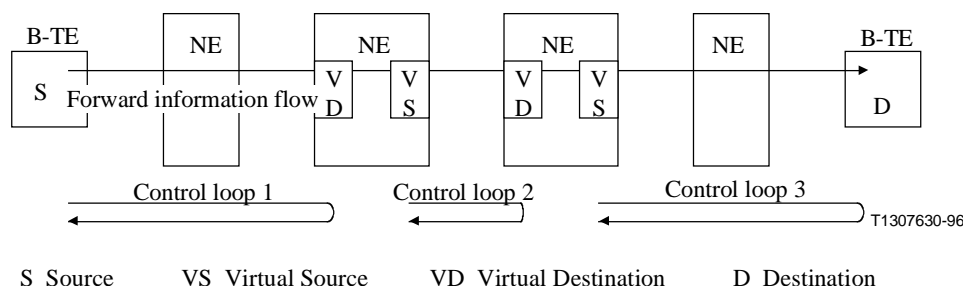 B-TE NE NE NE NE B-TE
S V D V S V D V S D
Forward information flow
Control loop 1 Control loop 2 Control loop 3
T1307630-96
S Source VS Virtual Source VD Virtual Destination D Destination